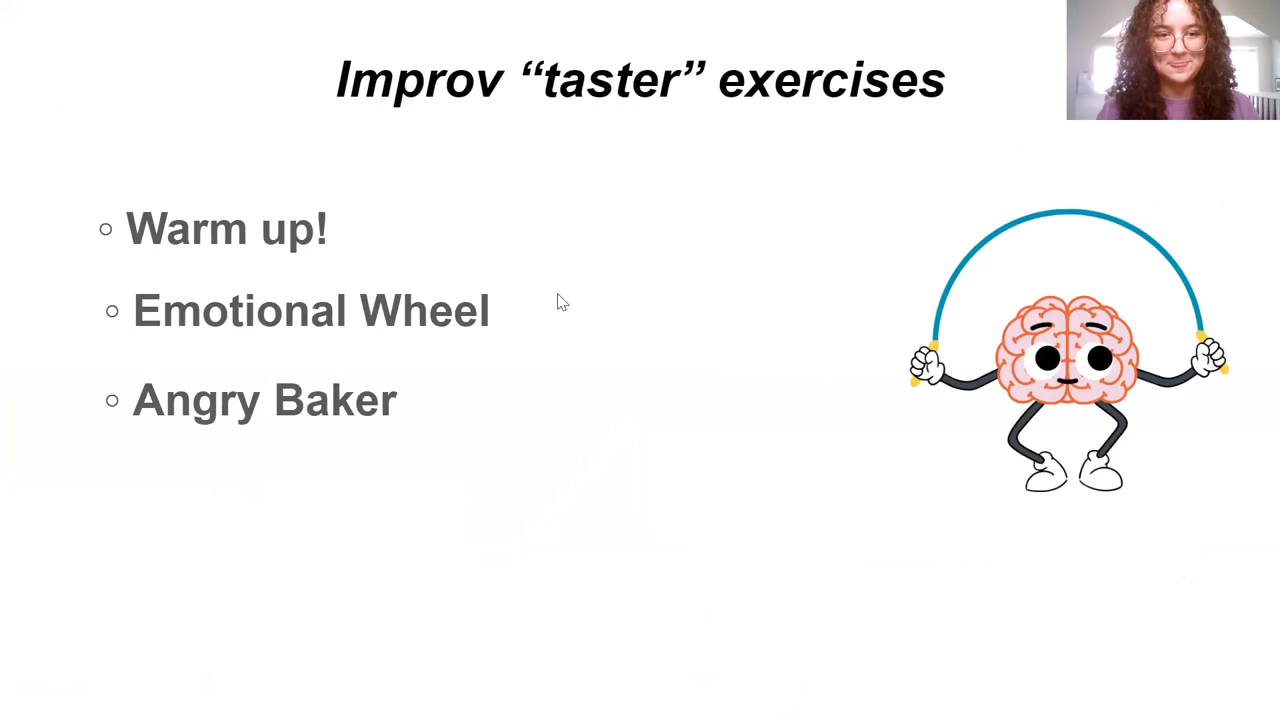 Improv “taster” exercises
◦ Warm up!
◦ Emotional Wheel
◦ Angry Baker